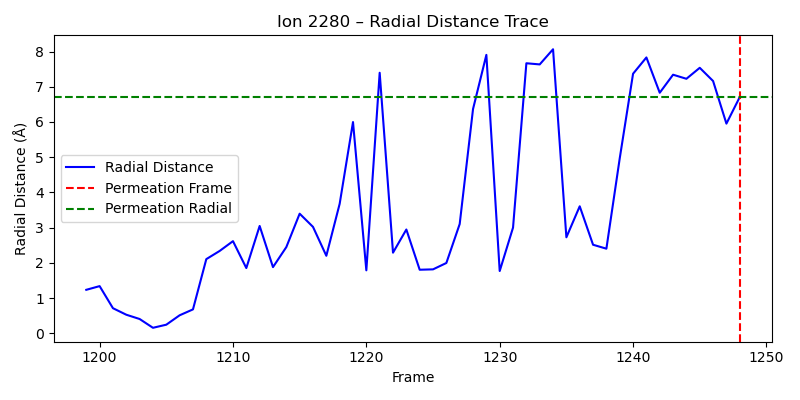 Ion 2280 – Radial Distance Trace
Radial Distance (Å)
8
7
6
5
4
3
2
1
0
Radial Distance
Permeation Frame
Permeation Radial
1200
1210
1220
1230
1240
1250
Frame